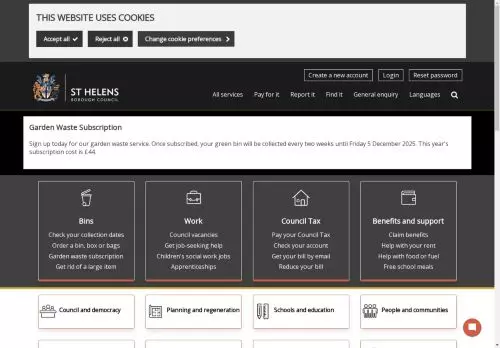 THIS WEBSITE USES COOKIES
Accept all
Reject all
Change cookie preferences
Create a new account
Login
Reset password
ST HELENS
BOROUGH COUNCIL
All services
Pay for it
Report it
Find it
General enquiry
Languages
Garden Waste Subscription
Sign up today for our garden waste service. Once subscribed, your green bin will be collected every two weeks until Friday 5 December 2025. This year's
subscription cost is £44.
Bins
Check your collection dates
Order a bin, box or bags
Garden waste subscription
Get rid of a large item
Work
Council vacancies
Get job-seeking help
Children's social work jobs
Apprenticeships
Council Tax
Pay your Council Tax
Check your account
Get your bill by email
Reduce your bill
Benefits and support
Claim benefits
Help with your rent
Help with food or fuel
Free school meals
Council and democracy
Planning and regeneration
Schools and education
People and communities